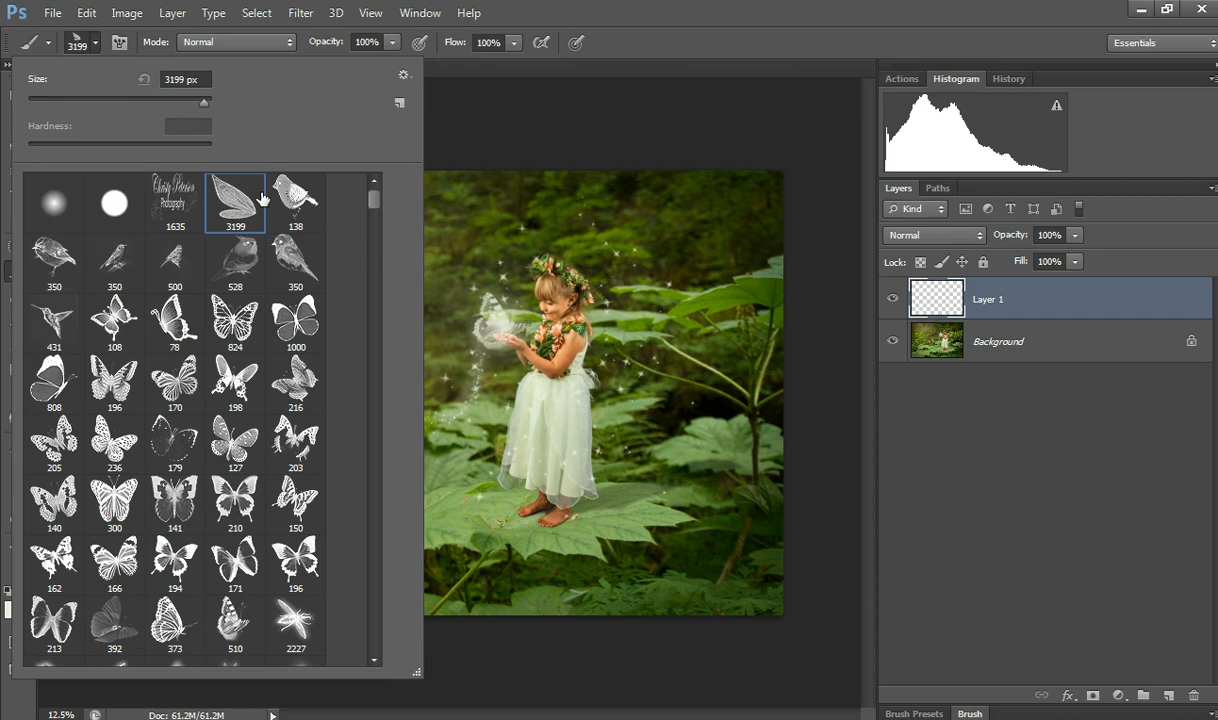 Ps File Edit Image Layer Type Select Filter 3D View Window Help
3199 Mode: Normal Opacity: 100% Flow: 100% Essentials
Size: 3199 px
Hardness:
Christy Peterson
Photography
1635 3199 138
350 350 500 528 350
431 108 78 824 1000
808 196 170 198 216
205 236 179 127 203
140 300 141 210 150
162 166 194 171 196
213 392 373 510 2227
12.5% Doc: 61.2M/61.2M
Actions Histogram History
Layers Paths
Kind
Normal Opacity: 100%
Lock: Fill: 100%
Layer 1
Background
fx
Brush Presets Brush